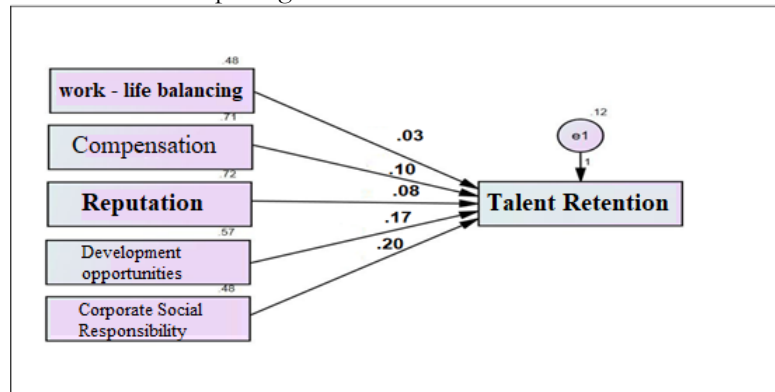 .48
work - life balancing
.71
Compensation
.72
Reputation
.57
Development
opportunities
.48
Corporate Social
Responsibility
.03
.10
.08
.17
.20
.12
e1
1
Talent Retention